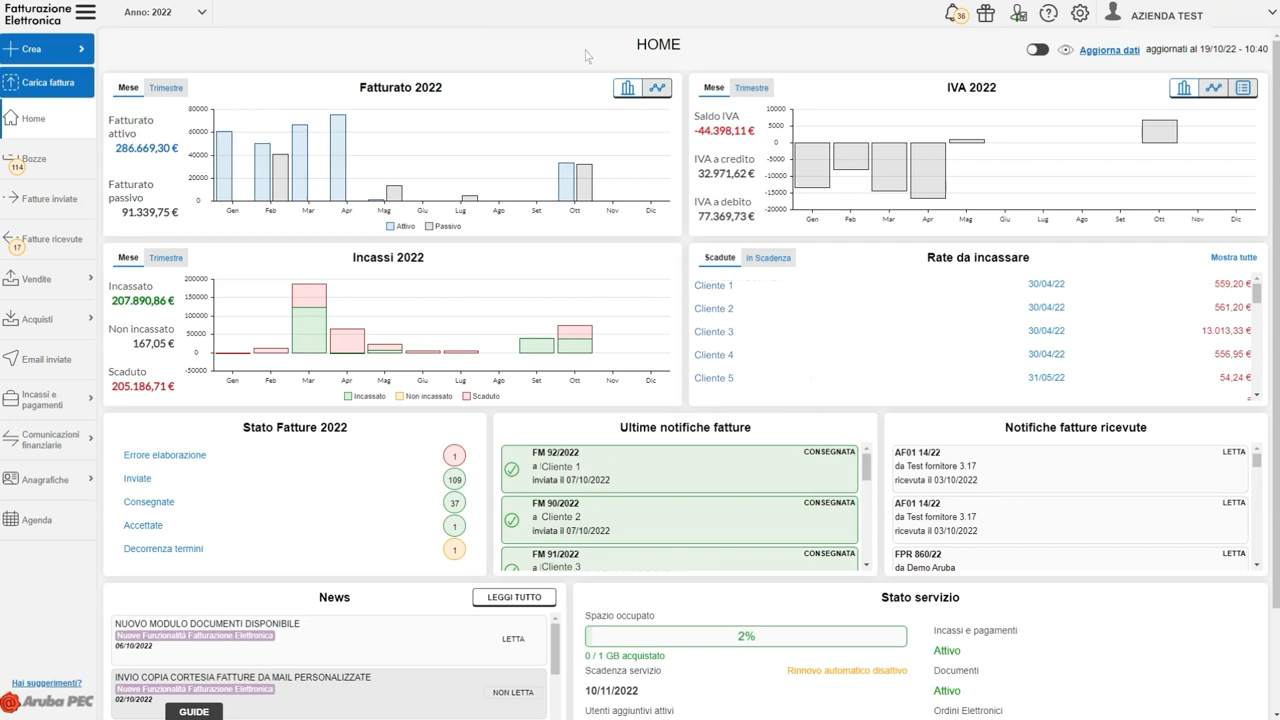 Fatturazione
Elettronica
Anno: 2022
36
AZIENDA TEST
Crea
Carica fattura
Home
Bozze
114
Fatture inviate
Fatture ricevute
17
Vendite
Acquisti
Email inviate
Incassi e
pagamenti
Comunicazioni
finanziarie
Anagrafiche
Agenda
Hai suggerimenti?
Aruba PEC
HOME
Aggiorna dati aggiornati al 19/10/22 - 10:40
Mese Trimestre
Fatturato 2022
Fatturato
attivo
286.669,30 €
Fatturato
passivo
91.339,75 €
80000
60000
40000
20000
0
Gen Feb Mar Apr Mag Giu Lug Ago Set Ott Nov Dic
Attivo Passivo
Mese Trimestre
IVA 2022
Saldo IVA
-44.398,11 €
IVA a credito
32.971,62 €
IVA a debito
77.369,73 €
10000
5000
0
-5000
-10000
-15000
-20000
Gen Feb Mar Apr Mag Giu Lug Ago Set Ott Nov Dic
Mese Trimestre
Incassi 2022
Incassato
207.890,86 €
Non incassato
167,05 €
Scaduto
205.186,71 €
200000
150000
100000
50000
0
-50000
Gen Feb Mar Apr Mag Giu Lug Ago Set Ott Nov Dic
Incassato Non incassato Scaduto
Scadute in Scadenza
Rate da incassare
Mostra tutte
Cliente 1 30/04/22 559,20 €
Cliente 2 30/04/22 561,20 €
Cliente 3 30/04/22 13.013,33 €
Cliente 4 30/04/22 556,95 €
Cliente 5 31/05/22 54,24 €
Stato Fatture 2022
Errore elaborazione 1
Inviate 109
Consegnate 37
Accettate 1
Decorrenza termini 1
Ultime notifiche fatture
FM 92/2022 CONSEGNATA
a Cliente 1
inviata il 07/10/2022
FM 90/2022 CONSEGNATA
a Cliente 2
inviata il 07/10/2022
FM 91/2022 CONSEGNATA
a Cliente 3
Notifiche fatture ricevute
AF01 14/22 LETTA
da Test fornitore 3.17
ricevuta il 03/10/2022
AF01 14/22 LETTA
da Test fornitore 3.17
ricevuta il 03/10/2022
FPR 860/22 LETTA
da Demo Aruba
News
LEGGI TUTTO
NUOVO MODULO DOCUMENTI DISPONIBILE
Nuove Funzionalità Fatturazione Elettronica
06/10/2022
LETTA
INVIO COPIA CORTESIA FATTURE DA MAIL PERSONALIZZATE
Nuove Funzionalità Fatturazione Elettronica
02/10/2022
NON LETTA
GUIDE
Stato servizio
Spazio occupato
2%
0 / 1 GB acquistato
Scadenza servizio Rinnovo automatico disattivo
10/11/2022
Utenti aggiuntivi attivi
Incassi e pagamenti
Attivo
Documenti
Attivo
Ordini Elettronici